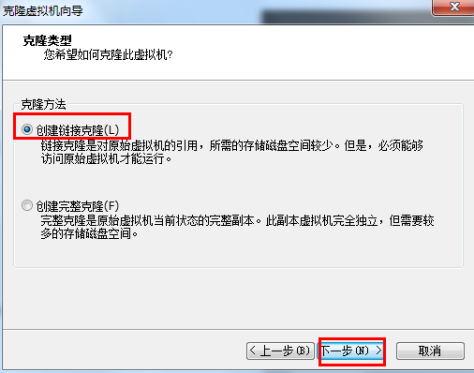 克隆虚拟机向导
克隆类型
您希望如何克隆此虚拟机?
克隆方法
创建链接克隆(L)
链接克隆是对原始虚拟机的引用，所需的存储磁盘空间较少。但是，必须能够
访问原始虚拟机才能运行。
创建完整克隆(F)
完整克隆是原始虚拟机当前状态的完整副本。此副本虚拟机完全独立，但需要较
多的存储磁盘空间。
< 上一步(B) 下一步(N) > 取消